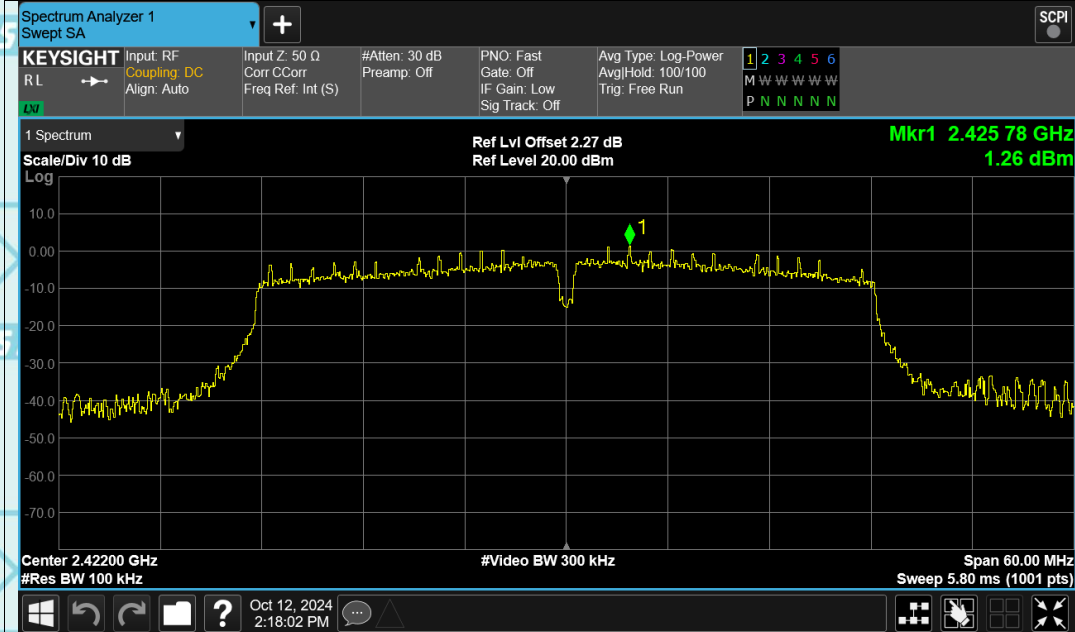 Spectrum Analyzer 1
Swept SA
+
SCPI
KEYSIGHT
R L
LXI
Input: RF
Coupling: DC
Align: Auto
Input Z: 50 Ω
Corr CCorr
Freq Ref: Int (S)
#Atten: 30 dB
Preamp: Off
PNO: Fast
Gate: Off
IF Gain: Low
Sig Track: Off
Avg Type: Log-Power
Avg|Hold: 100/100
Trig: Free Run
1 2 3 4 5 6
M W W W W W
P N N N N N
1 Spectrum
Scale/Div 10 dB
Log
Ref Lvl Offset 2.27 dB
Ref Level 20.00 dBm
Mkr1 2.425 78 GHz
1.26 dBm
1
10.0
0.00
-10.0
-20.0
-30.0
-40.0
-50.0
-60.0
-70.0
Center 2.42200 GHz
#Res BW 100 kHz
#Video BW 300 kHz
Span 60.00 MHz
Sweep 5.80 ms (1001 pts)
?
Oct 12, 2024
2:18:02 PM